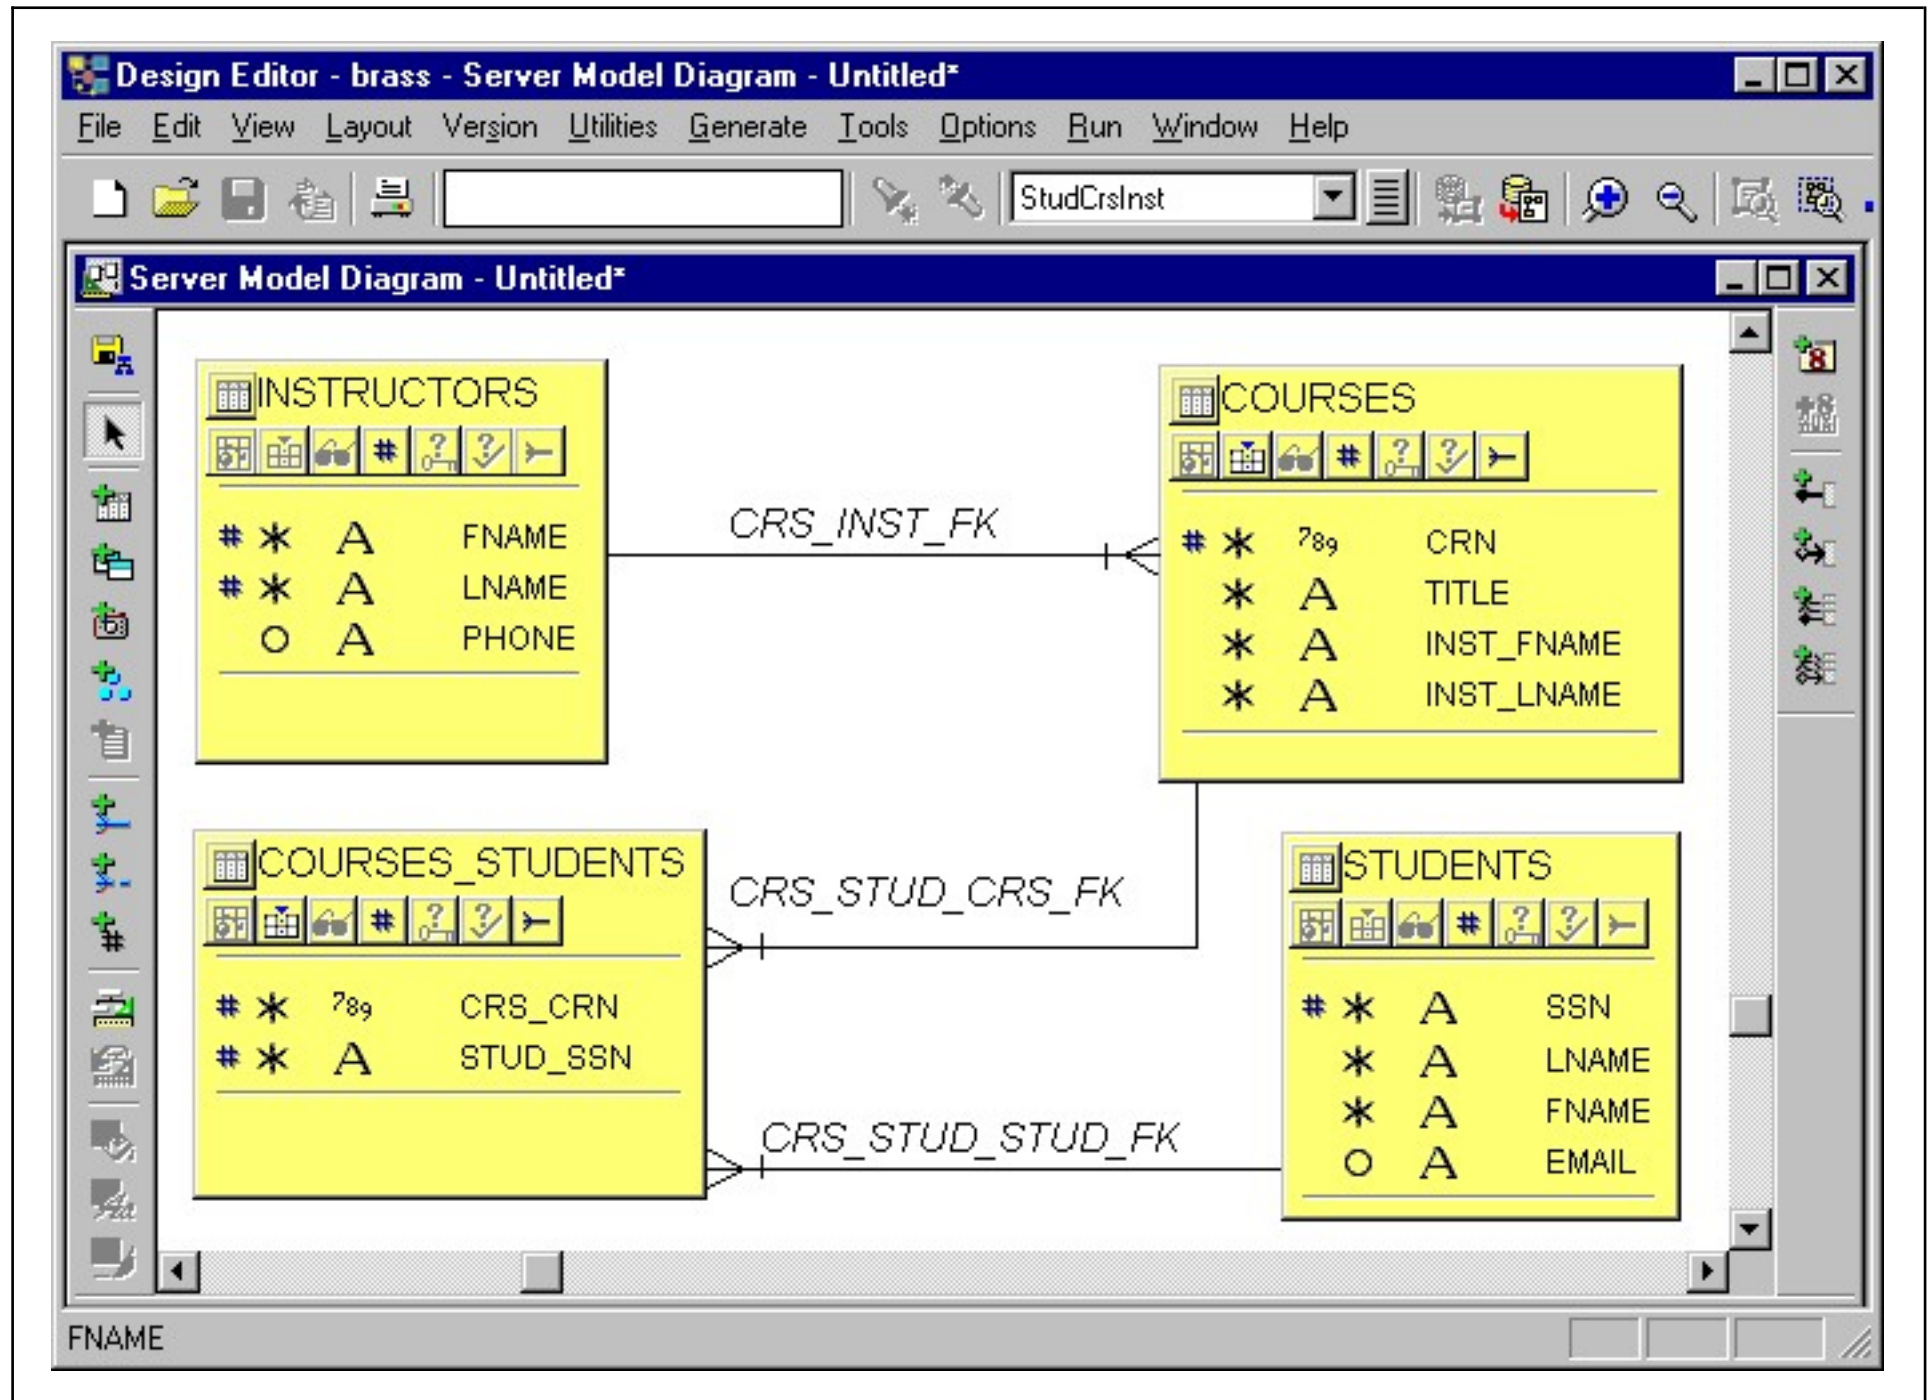 Design Editor - brass - Server Model Diagram - Untitled*
File Edit View Layout Version Utilities Generate Tools Options Run Window Help
StudCrsInst
Server Model Diagram - Untitled*
INSTRUCTORS
# * A FNAME
# * A LNAME
O A PHONE
CRS_INST_FK
COURSES
# * 789 CRN
* A TITLE
* A INST_FNAME
* A INST_LNAME
COURSES_STUDENTS
# * 789 CRS_CRN
# * A STUD_SSN
CRS_STUD_CRS_FK
CRS_STUD_STUD_FK
STUDENTS
# * A SSN
* A LNAME
* A FNAME
O A EMAIL
FNAME